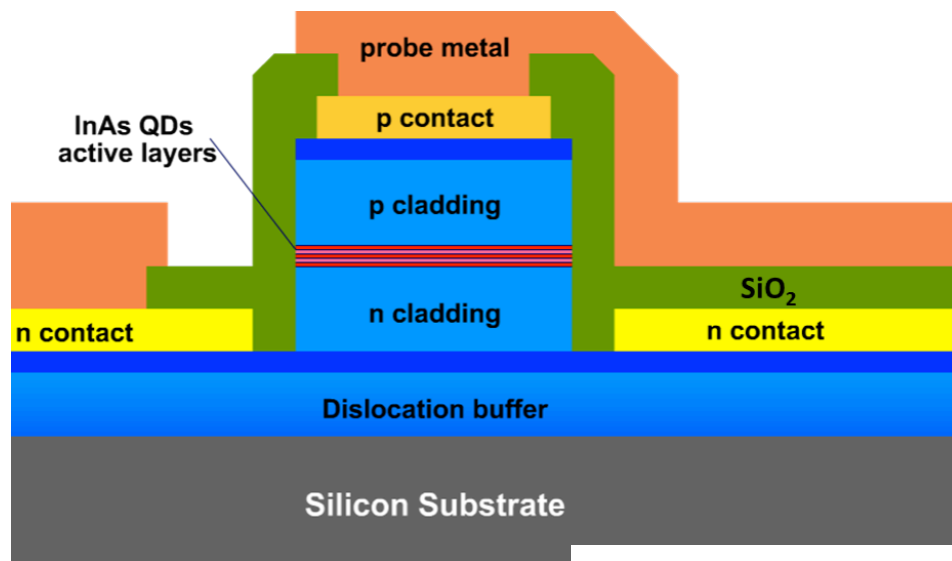 probe metal
InAs QDs
active layers
p contact
p cladding
n cladding
SiO₂
n contact
n contact
Dislocation buffer
Silicon Substrate